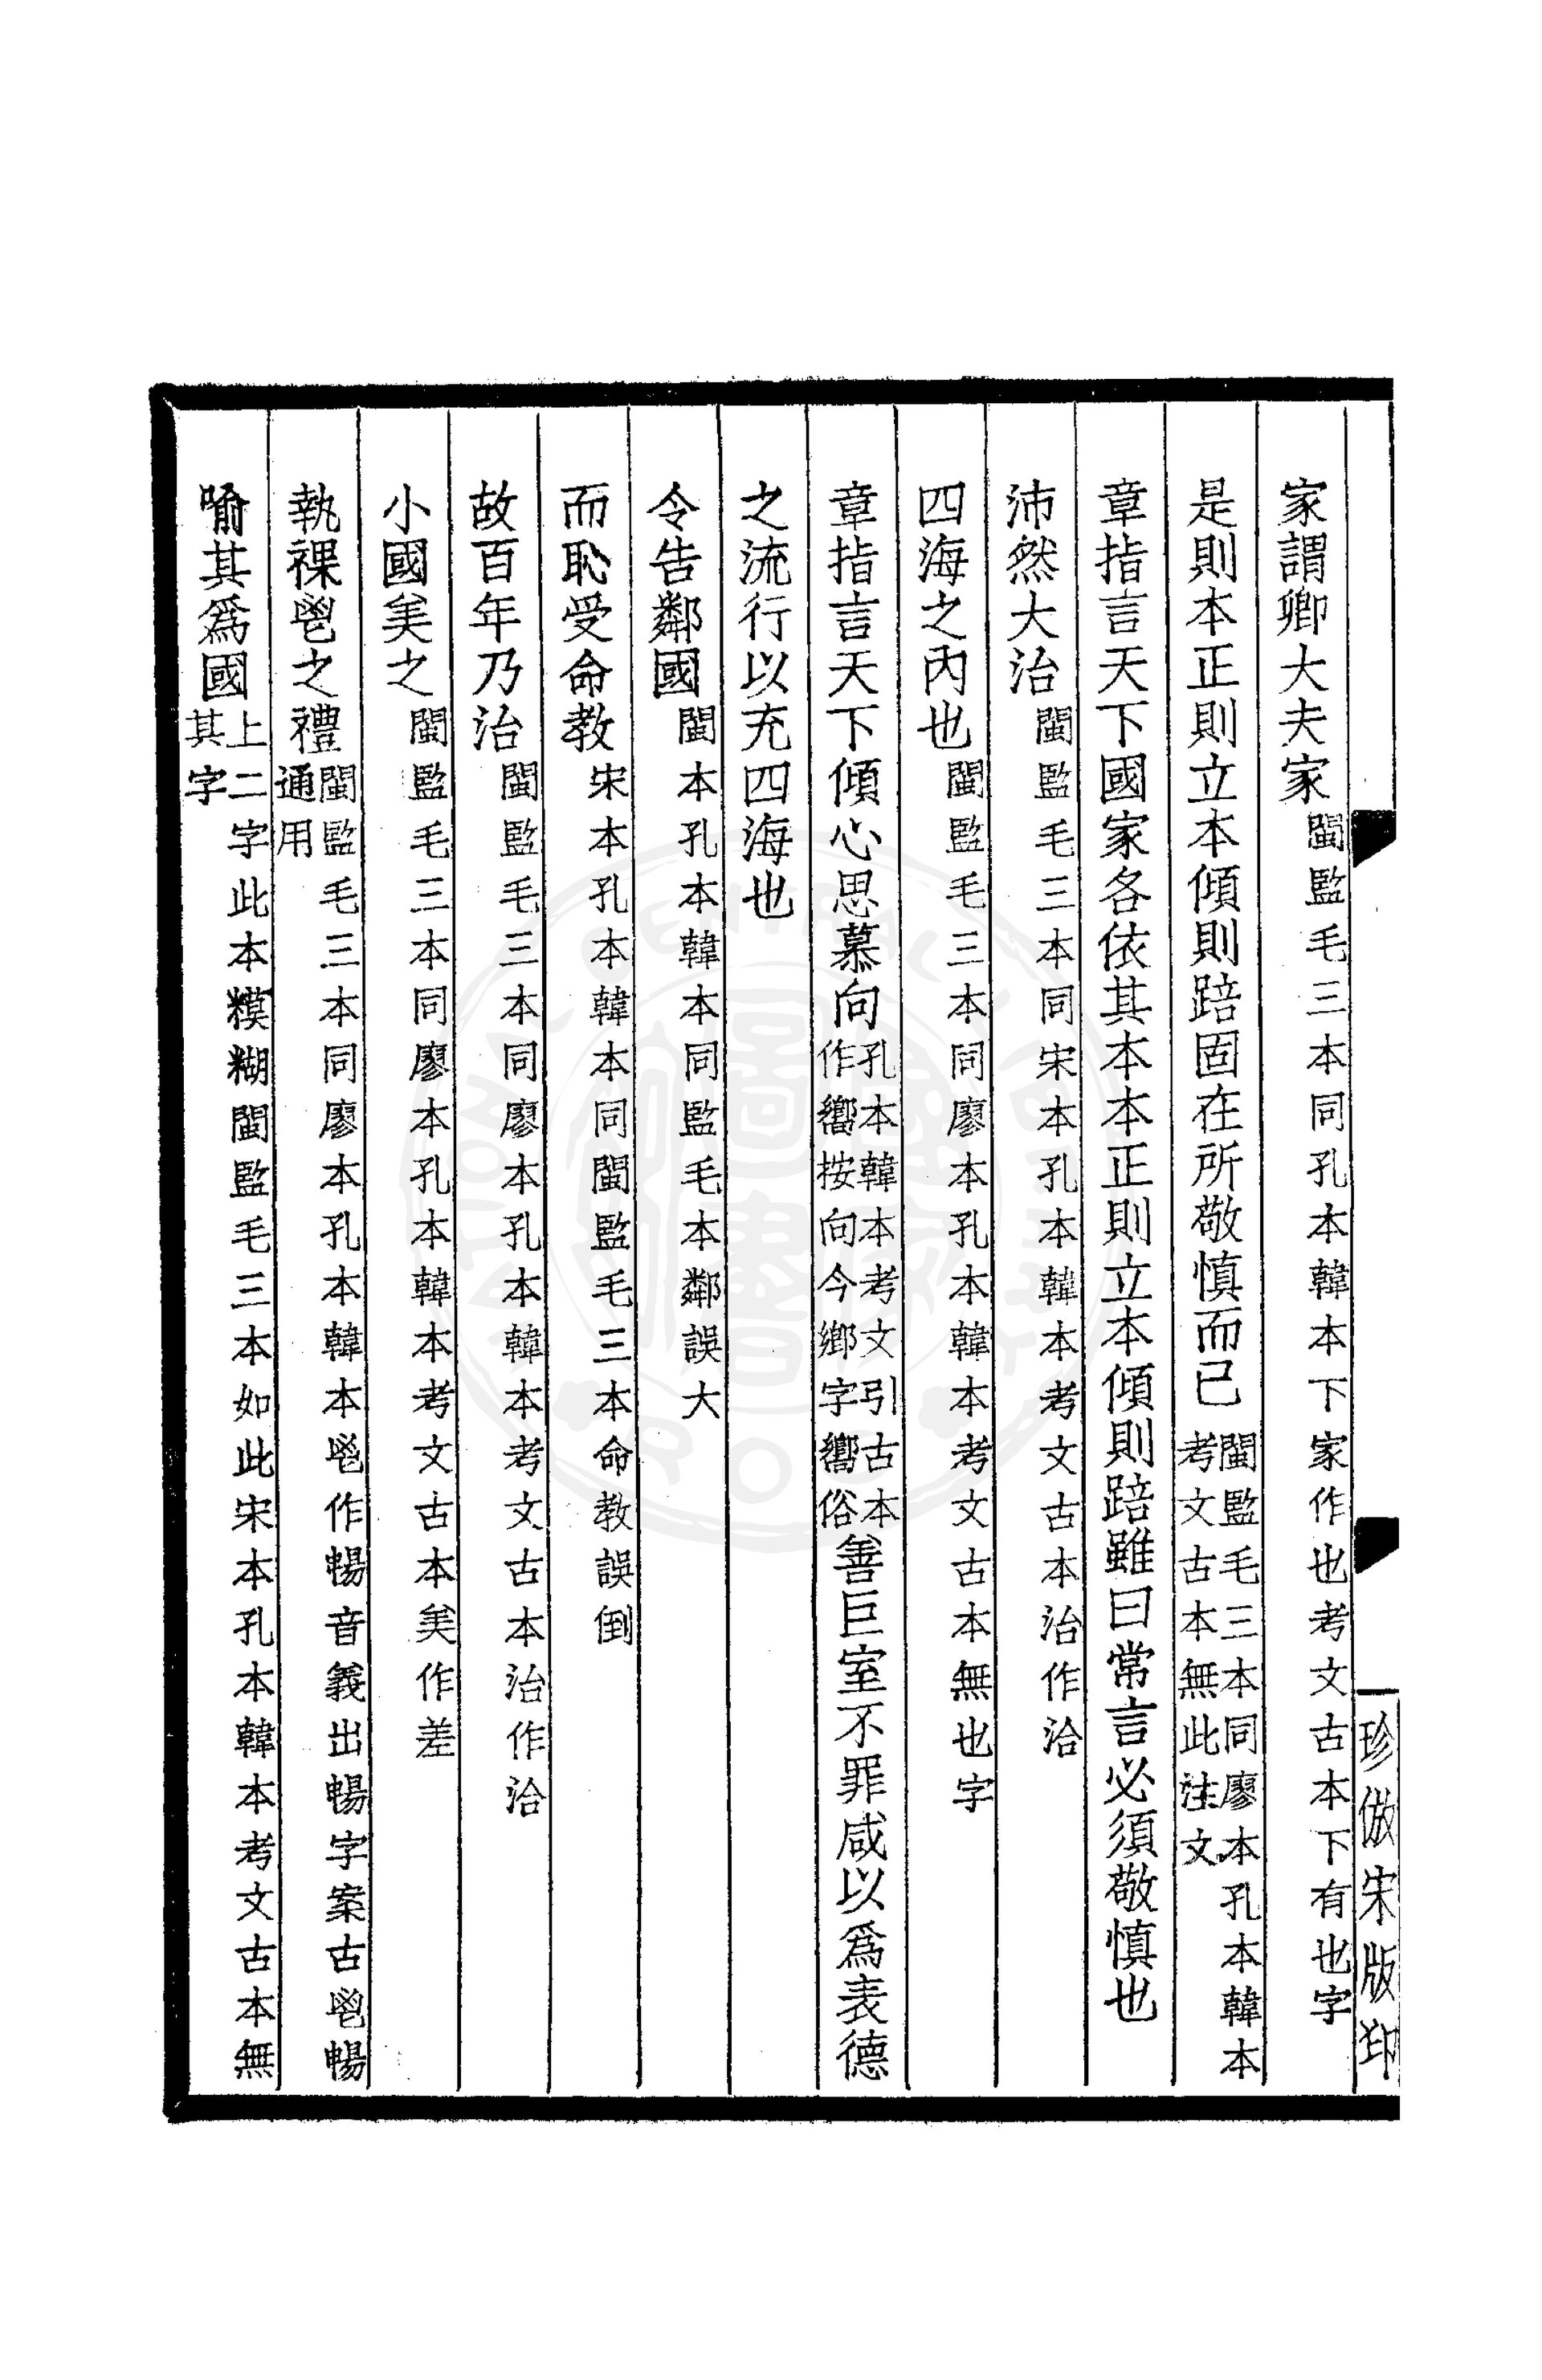 家謂卿大夫家閩監毛三本同孔本韓本下家作也考文古本下有也字
是則本正則立本傾則踣固在所敬慎而已閩監毛三本同廖本孔本韓本考文古本無此注文
章指言天下國家各依其本本正則立本傾則踣雖曰常言必須敬慎也
沛然大治閩監毛三本同宋本孔本韓本考文古本治作洽
四海之內也閩監毛三本同廖本孔本韓本考文古本無也字
章指言天下傾心思慕向孔本韓本考文引古本作嚮按向今鄉字嚮俗善巨室不罪咸以爲表德
之流行以充四海也
令告鄰國閩本孔本韓本同監毛本鄰誤大
而恥受命教宋本孔本韓本同閩監毛三本命教誤倒
故百年乃治閩監毛三本同廖本孔本韓本考文古本治作洽
小國美之閩監毛三本同廖本孔本韓本考文古本美作差
執祼鬯之禮閩監毛三本同廖本孔本韓本鬯作暢音義出暢字案古鬯暢通用
喻其爲國上二字此本糢糊閩監毛三本如此宋本孔本韓本考文古本無其字
珍倣宋版印